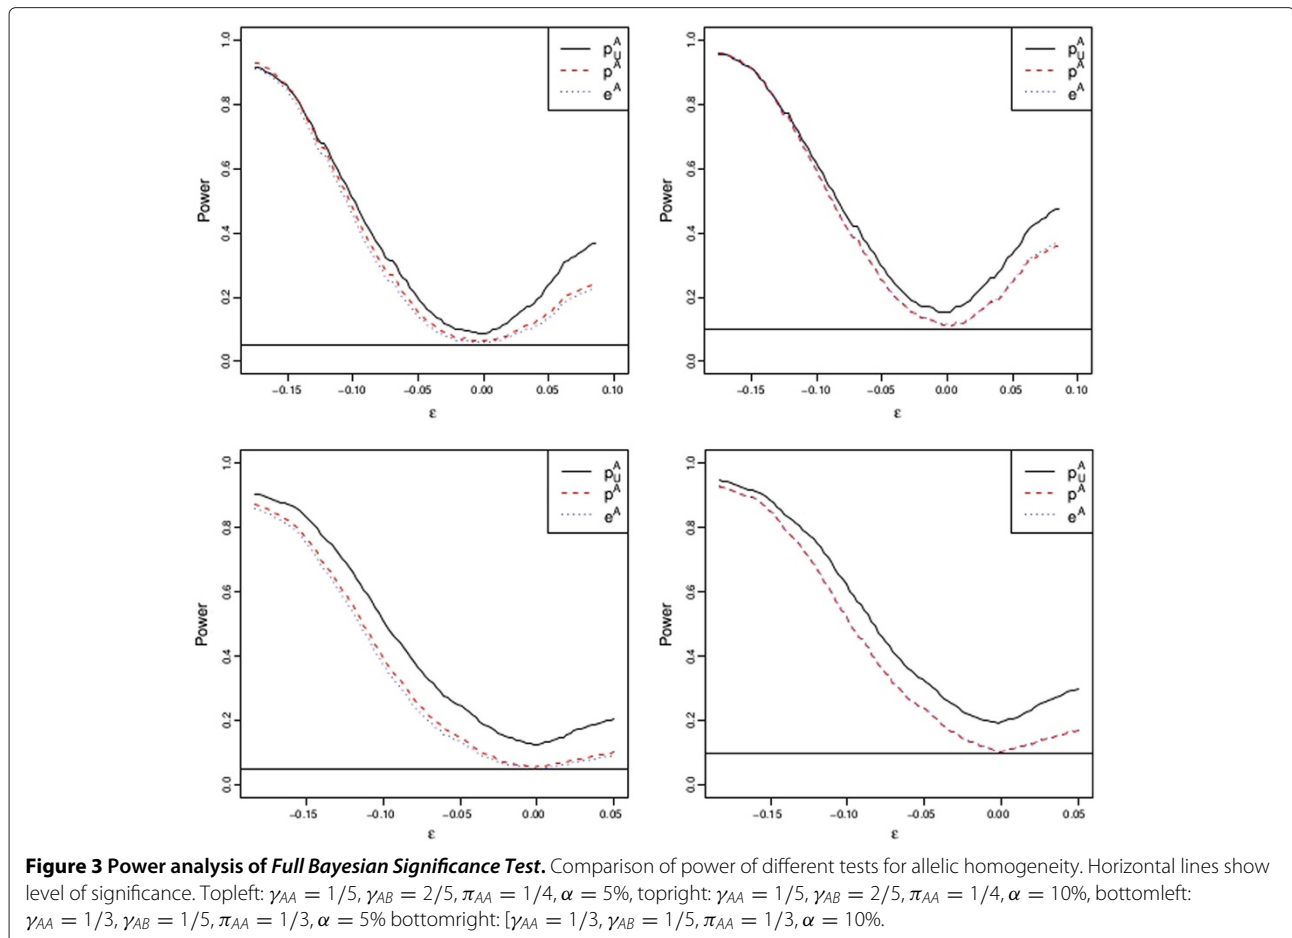 1.0
0.8
0.6
0.4
0.2
0.0
Power
p_U^A
p^A
e^A
−0.15 −0.10 −0.05 0.00 0.05 0.10
ε
1.0
0.8
0.6
0.4
0.2
0.0
Power
p_U^A
p^A
e^A
−0.15 −0.10 −0.05 0.00 0.05 0.10
ε
1.0
0.8
0.6
0.4
0.2
0.0
Power
p_U^A
p^A
e^A
−0.15 −0.10 −0.05 0.00 0.05
ε
1.0
0.8
0.6
0.4
0.2
0.0
Power
p_U^A
p^A
e^A
−0.15 −0.10 −0.05 0.00 0.05
ε
Figure 3 Power analysis of Full Bayesian Significance Test. Comparison of power of different tests for allelic homogeneity. Horizontal lines show
level of significance. Topleft: γ_AA = 1/5, γ_AB = 2/5, π_AA = 1/4, α = 5%, topright: γ_AA = 1/5, γ_AB = 2/5, π_AA = 1/4, α = 10%, bottomleft:
γ_AA = 1/3, γ_AB = 1/5, π_AA = 1/3, α = 5% bottomright: [γ_AA = 1/3, γ_AB = 1/5, π_AA = 1/3, α = 10%.